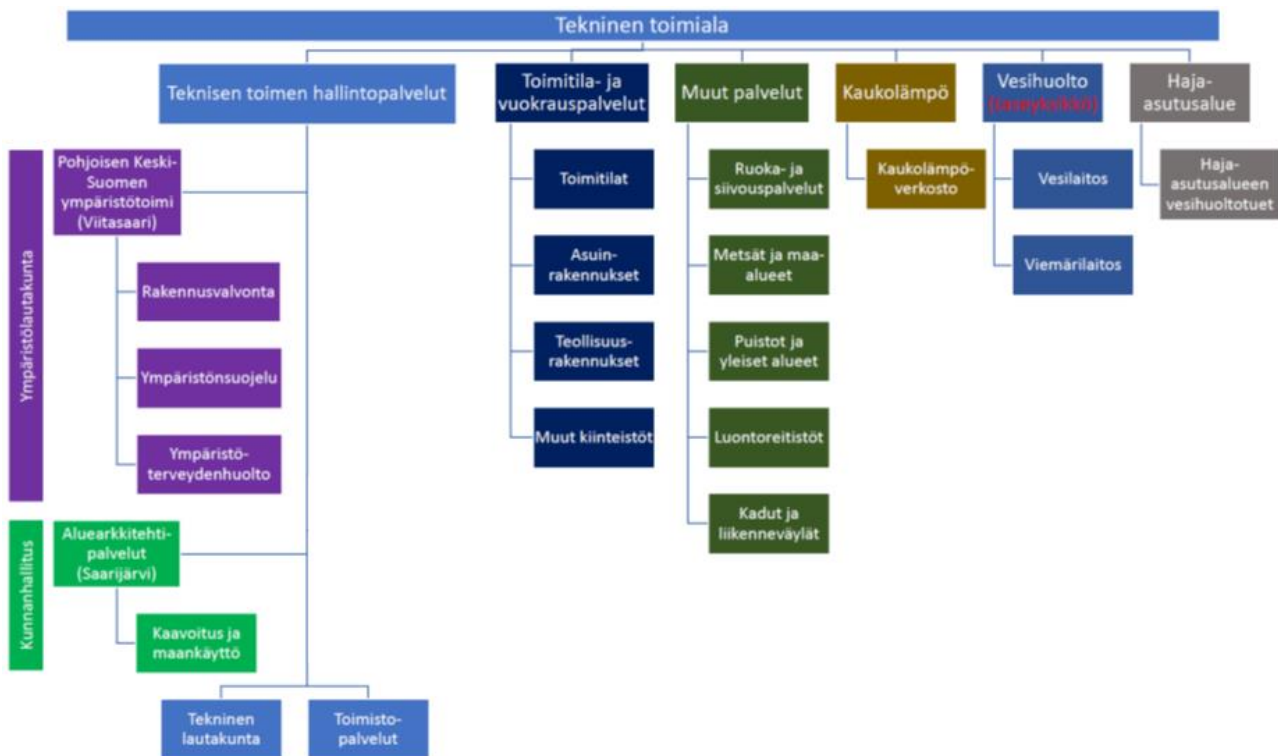 Tekninen toimiala
Teknisen toimen hallintopalvelut
Toimitila- ja
vuokrauspalvelut
Muut palvelut
Kaukolämpö
Vesihuolto
(taseyksikkö)
Haja-
asutusalue
Ympäristölautakunta
Pohjoisen Keski-
Suomen
ympäristötoimi
(Viitasaari)
Rakennusvalvonta
Ympäristönsuojelu
Ympäristö-
terveydenhuolto
Kunnanhallitus
Aluearkkitehti-
palvelut
(Saarijärvi)
Kaavoitus ja
maankäyttö
Tekninen
lautakunta
Toimisto-
palvelut
Toimitilat
Asuin-
rakennukset
Teollisuus-
rakennukset
Muut kiinteistöt
Ruoka- ja
siivouspalvelut
Metsät ja maa-
alueet
Puistot ja
yleiset alueet
Luontoreitistöt
Kadut ja
liikenneväylät
Kaukolämpö-
verkosto
Vesilaitos
Viemärilaitos
Haja-
asutusalueen
vesihuoltotuet